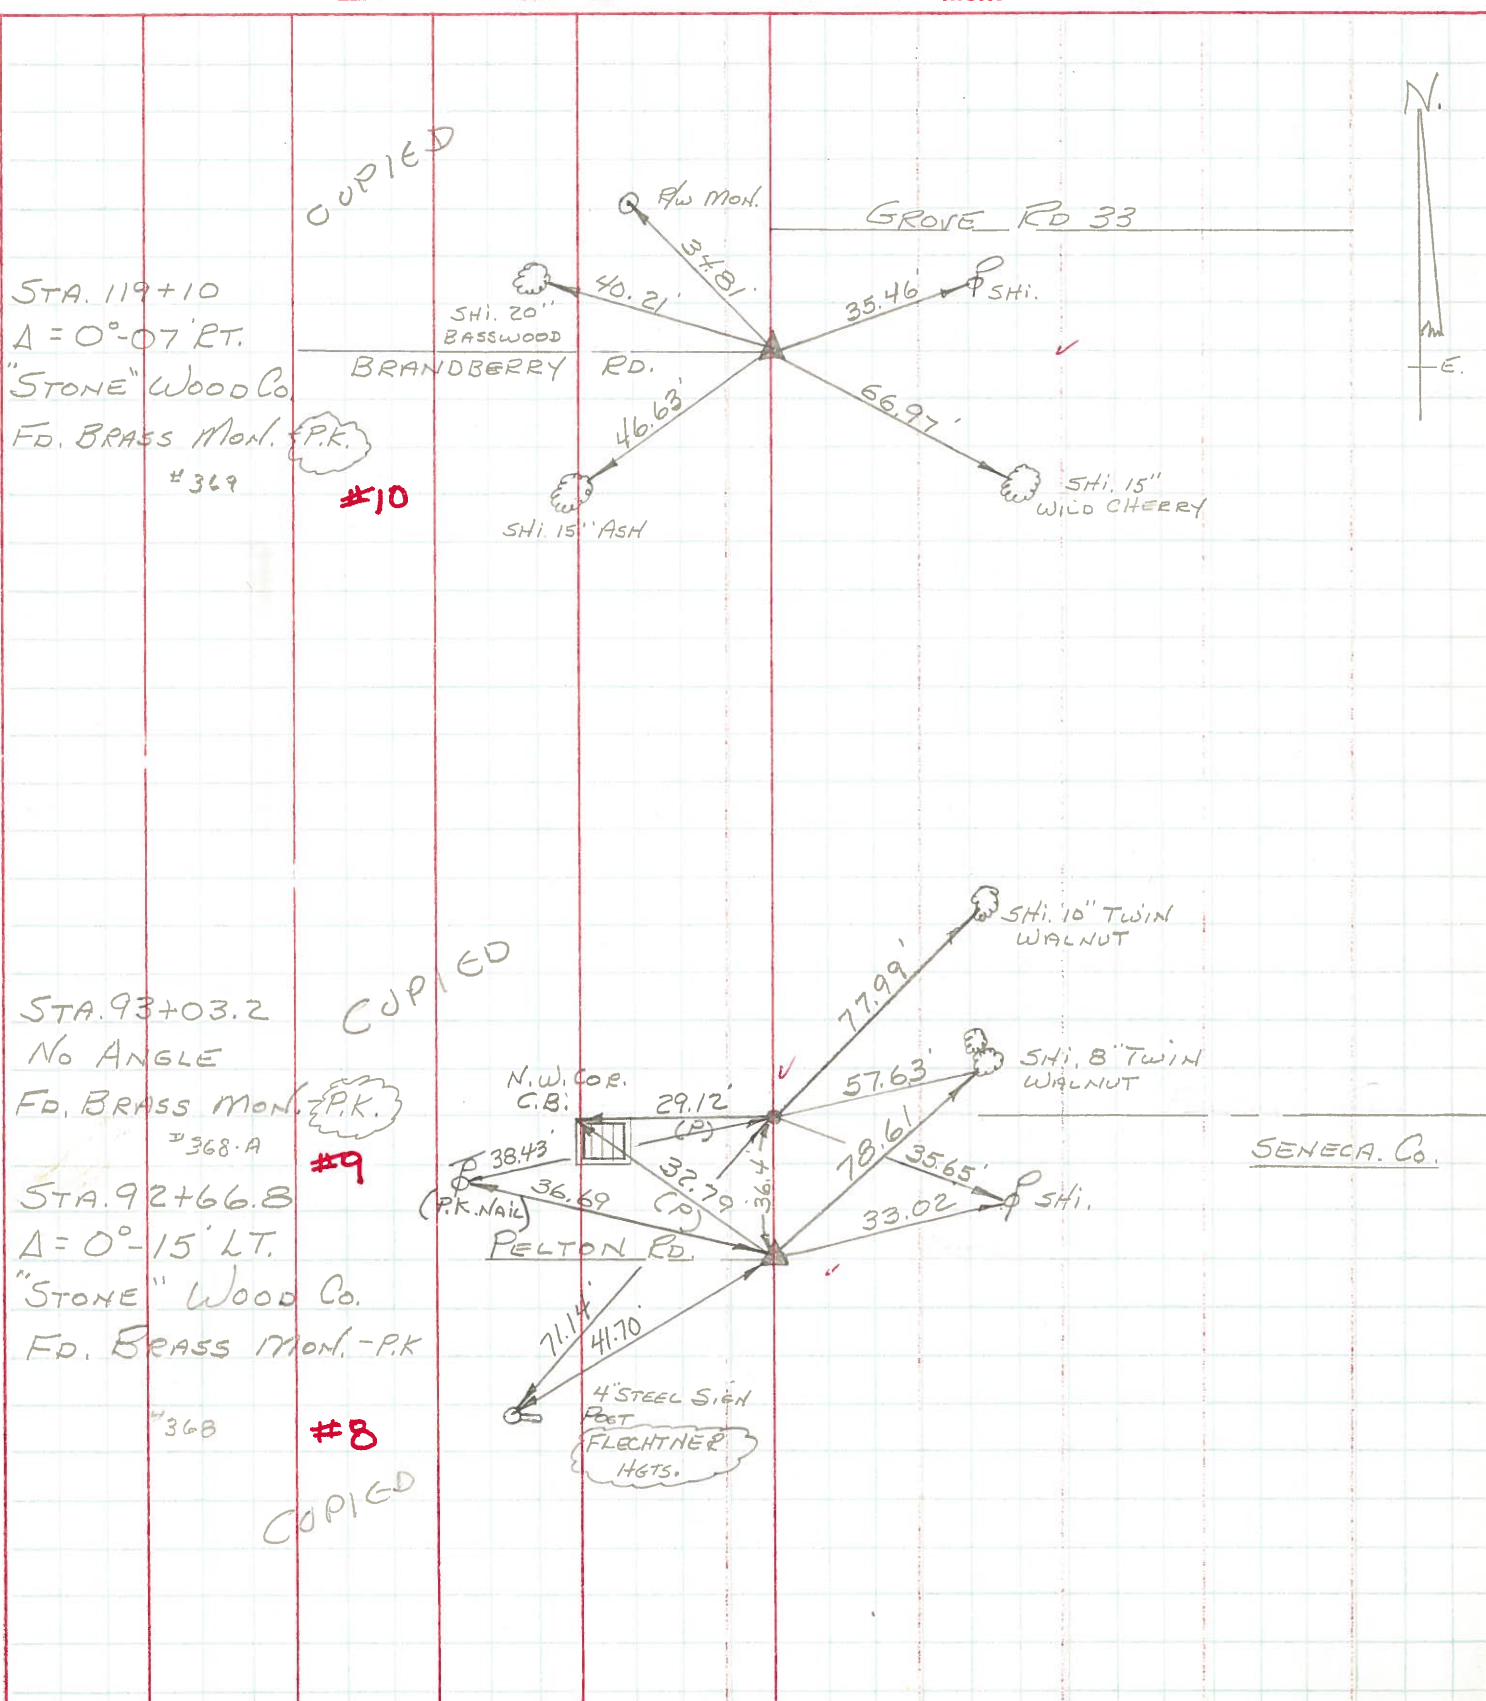 N.
E.
COPIED
R/W MON.
GROVE RD 33
34.81'
40.21'
35.46'
SHI.
SHI. 20"
BASSWOOD
STA. 119+10
Δ = 0°-07' RT.
"STONE" WOOD CO.
FD. BRASS MON. - P.K.
#369
#10
BRANDBERRY RD.
46.63'
66.97'
SHI. 15" ASH
SHI. 15"
WILD CHERRY
SHI. 10" TWIN
WALNUT
COPIED
77.99'
STA. 93+03.2
NO ANGLE
FD. BRASS MON. - P.K.
#368-A
#9
N.W. COR.
C.B.
29.12'
(P)
57.63'
SHI. 8" TWIN
WALNUT
SENECA. CO.
38.43'
36.69
(P.K. NAIL)
32.79'
(P)
36.4'
78.61
35.65'
33.02
SHI.
STA. 92+66.8
Δ = 0°-15' LT.
"STONE" WOOD CO.
FD. BRASS MON. - P.K
#368
#8
PELTON RD.
71.14'
41.70'
4" STEEL SIGN
POST
FLECHTNER
HGTS.
COPIED